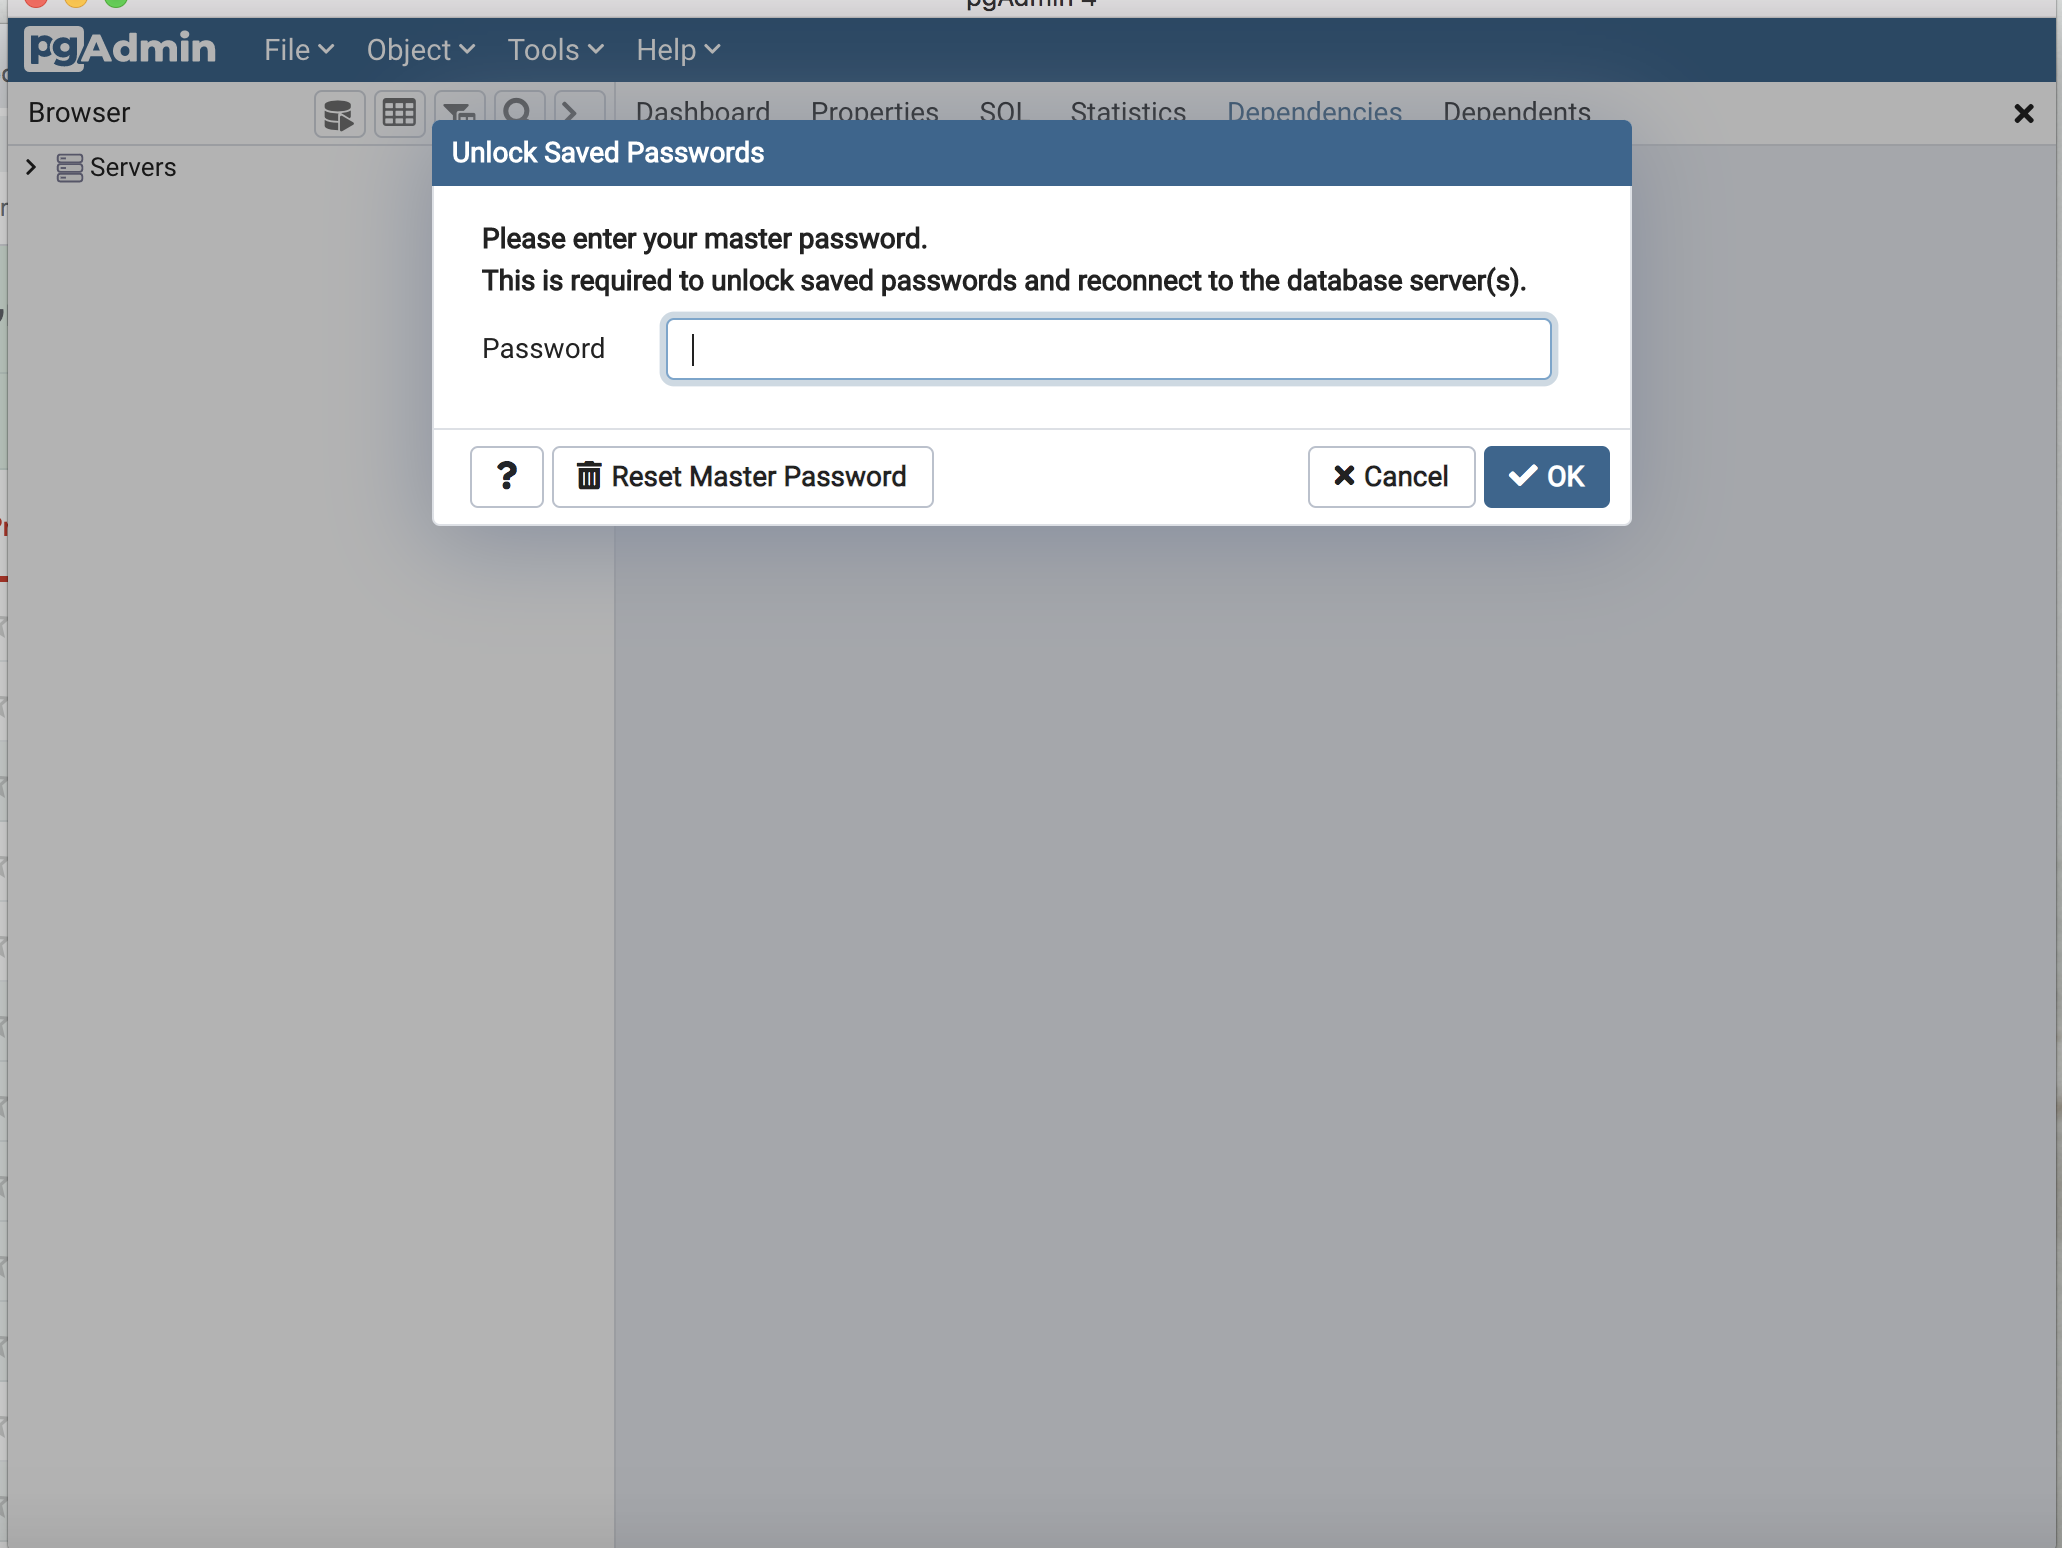 pgAdmin 4
pgAdmin File Object Tools Help
Browser Dashboard Properties SQL Statistics Dependencies Dependents
Servers
Unlock Saved Passwords
Please enter your master password.
This is required to unlock saved passwords and reconnect to the database server(s).
Password
? Reset Master Password Cancel OK